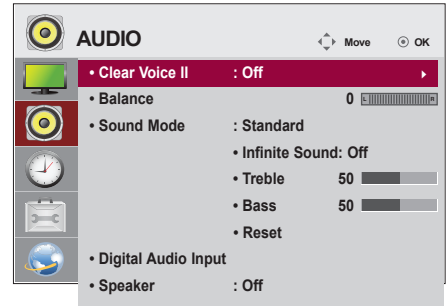 AUDIO
Move
OK
• Clear Voice II : Off
• Balance 0 L R
• Sound Mode : Standard
• Infinite Sound: Off
• Treble 50
• Bass 50
• Reset
• Digital Audio Input
• Speaker : Off